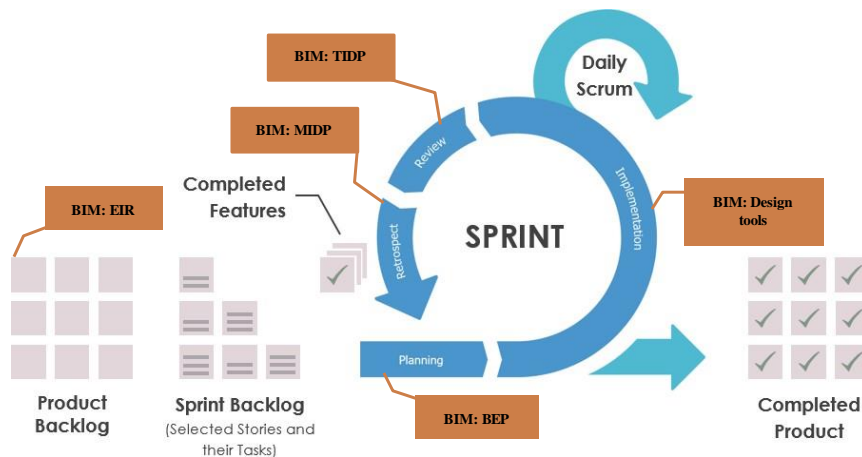 BIM: TIDP
Daily
Scrum
BIM: MIDP
Review
Completed
Features
BIM: EIR
Implementation
BIM: Design
tools
SPRINT
Retrospect
Planning
BIM: BEP
Product
Backlog
Sprint Backlog
(Selected Stories and
their Tasks)
Completed
Product